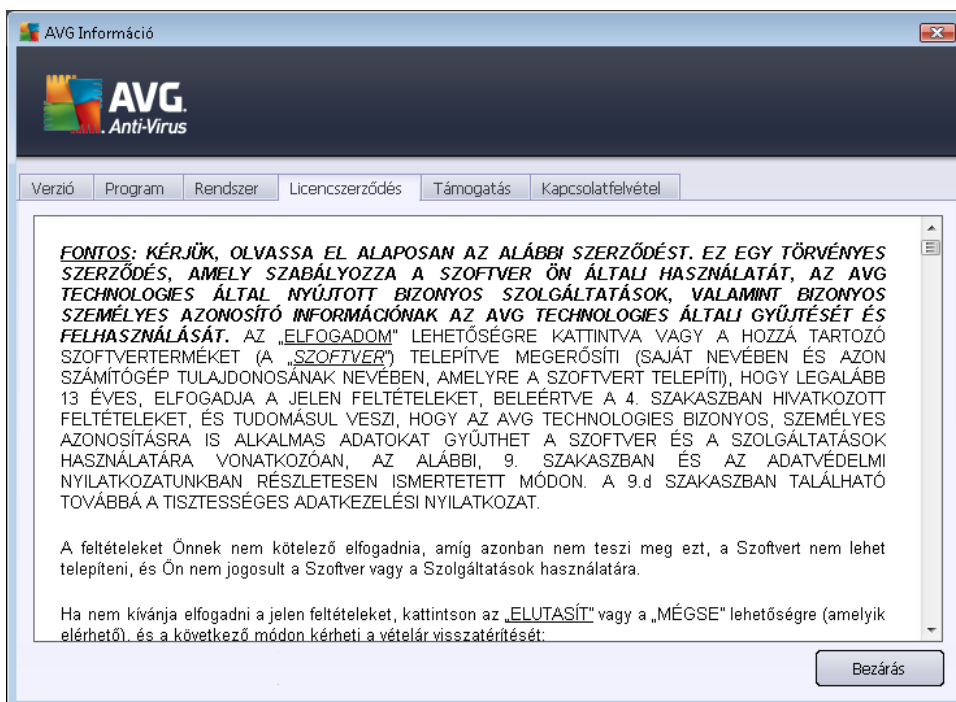 AVG Információ
AVG.
Anti-Virus
Verzió Program Rendszer Licencszerződés Támogatás Kapcsolatfelvétel
FONTOS: KÉRJÜK, OLVASSA EL ALAPOSAN AZ ALÁBBI SZERZŐDÉST. EZ EGY TÖRVÉNYES
SZERZŐDÉS, AMELY SZABÁLYOZZA A SZOFTVER ÖN ÁLTALI HASZNÁLATÁT, AZ AVG
TECHNOLOGIES ÁLTAL NYÚJTOTT BIZONYOS SZOLGÁLTATÁSOK, VALAMINT BIZONYOS
SZEMÉLYES AZONOSÍTÓ INFORMÁCIÓNAK AZ AVG TECHNOLOGIES ÁLTALI GYŰJTÉSÉT ÉS
FELHASZNÁLÁSÁT. AZ „ELFOGADOM" LEHETŐSÉGRE KATTINTVA VAGY A HOZZÁ TARTOZÓ
SZOFTVERTERMÉKET (A „SZOFTVER") TELEPÍTVE MEGERŐSÍTI (SAJÁT NEVÉBEN ÉS AZON
SZÁMÍTÓGÉP TULAJDONOSÁNAK NEVÉBEN, AMELYRE A SZOFTVERT TELEPÍTI), HOGY LEGALÁBB
13 ÉVES, ELFOGADJA A JELEN FELTÉTELEKET, BELEÉRTVE A 4. SZAKASZBAN HIVATKOZOTT
FELTÉTELEKET, ÉS TUDOMÁSUL VESZI, HOGY AZ AVG TECHNOLOGIES BIZONYOS, SZEMÉLYES
AZONOSÍTÁSRA IS ALKALMAS ADATOKAT GYŰJTHET A SZOFTVER ÉS A SZOLGÁLTATÁSOK
HASZNÁLATÁRA VONATKOZÓAN, AZ ALÁBBI, 9. SZAKASZBAN ÉS AZ ADATVÉDELMI
NYILATKOZATUNKBAN RÉSZLETESEN ISMERTETETT MÓDON. A 9.d SZAKASZBAN TALÁLHATÓ
TOVÁBBÁ A TISZTESSÉGES ADATKEZELÉSI NYILATKOZAT.
A feltételeket Önnek nem kötelező elfogadnia, amíg azonban nem teszi meg ezt, a Szoftvert nem lehet
telepíteni, és Ön nem jogosult a Szoftver vagy a Szolgáltatások használatára.
Ha nem kívánja elfogadni a jelen feltételeket, kattintson az „ELUTASÍT" vagy a „MÉGSE" lehetőségre (amelyik
elérhető), és a következő módon kérheti a vételár visszatérítését:
Bezárás